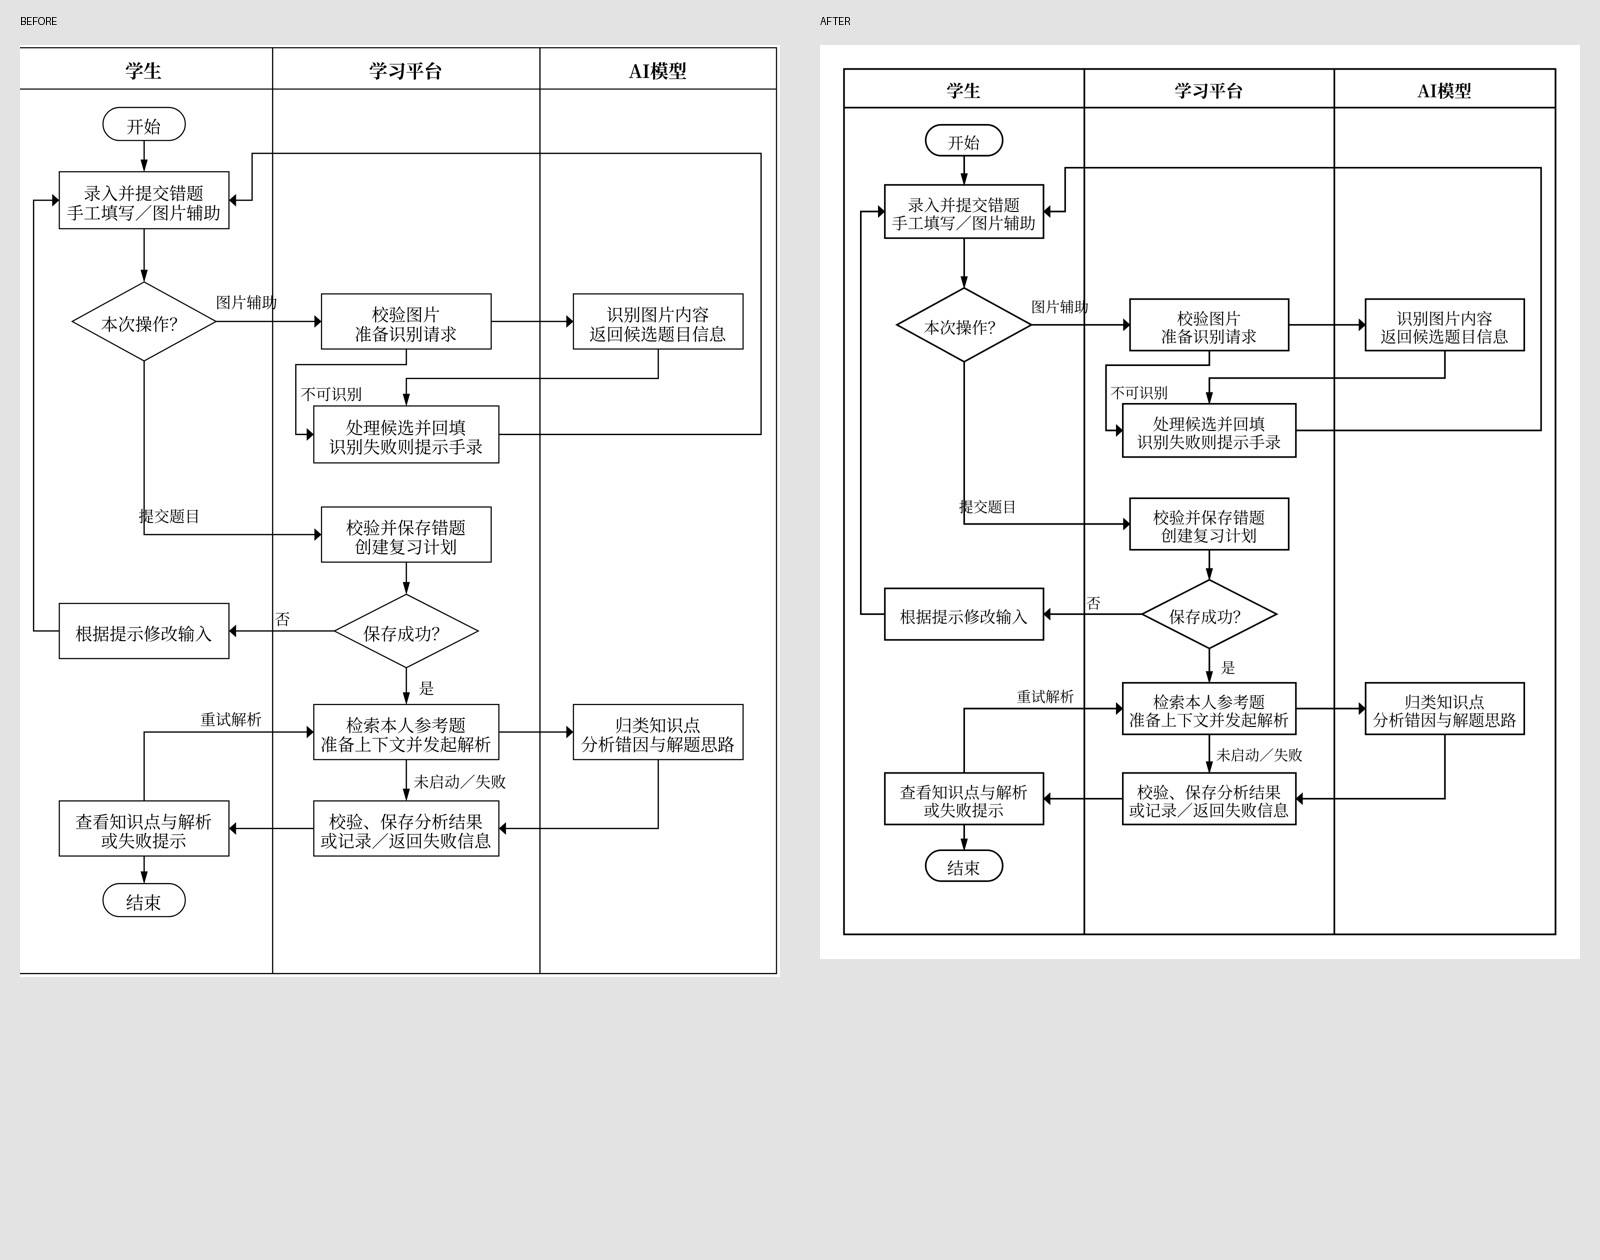 BEFORE
学生
学习平台
AI模型
开始
录入并提交错题
手工填写／图片辅助
本次操作?
图片辅助
校验图片
准备识别请求
识别图片内容
返回候选题目信息
不可识别
处理候选并回填
识别失败则提示手录
提交题目
校验并保存错题
创建复习计划
根据提示修改输入
否
保存成功?
是
重试解析
检索本人参考题
准备上下文并发起解析
归类知识点
分析错因与解题思路
未启动／失败
查看知识点与解析
或失败提示
校验、保存分析结果
或记录／返回失败信息
结束
AFTER
学生
学习平台
AI模型
开始
录入并提交错题
手工填写／图片辅助
本次操作?
图片辅助
校验图片
准备识别请求
识别图片内容
返回候选题目信息
不可识别
处理候选并回填
识别失败则提示手录
提交题目
校验并保存错题
创建复习计划
根据提示修改输入
否
保存成功?
是
重试解析
检索本人参考题
准备上下文并发起解析
归类知识点
分析错因与解题思路
未启动／失败
查看知识点与解析
或失败提示
校验、保存分析结果
或记录／返回失败信息
结束